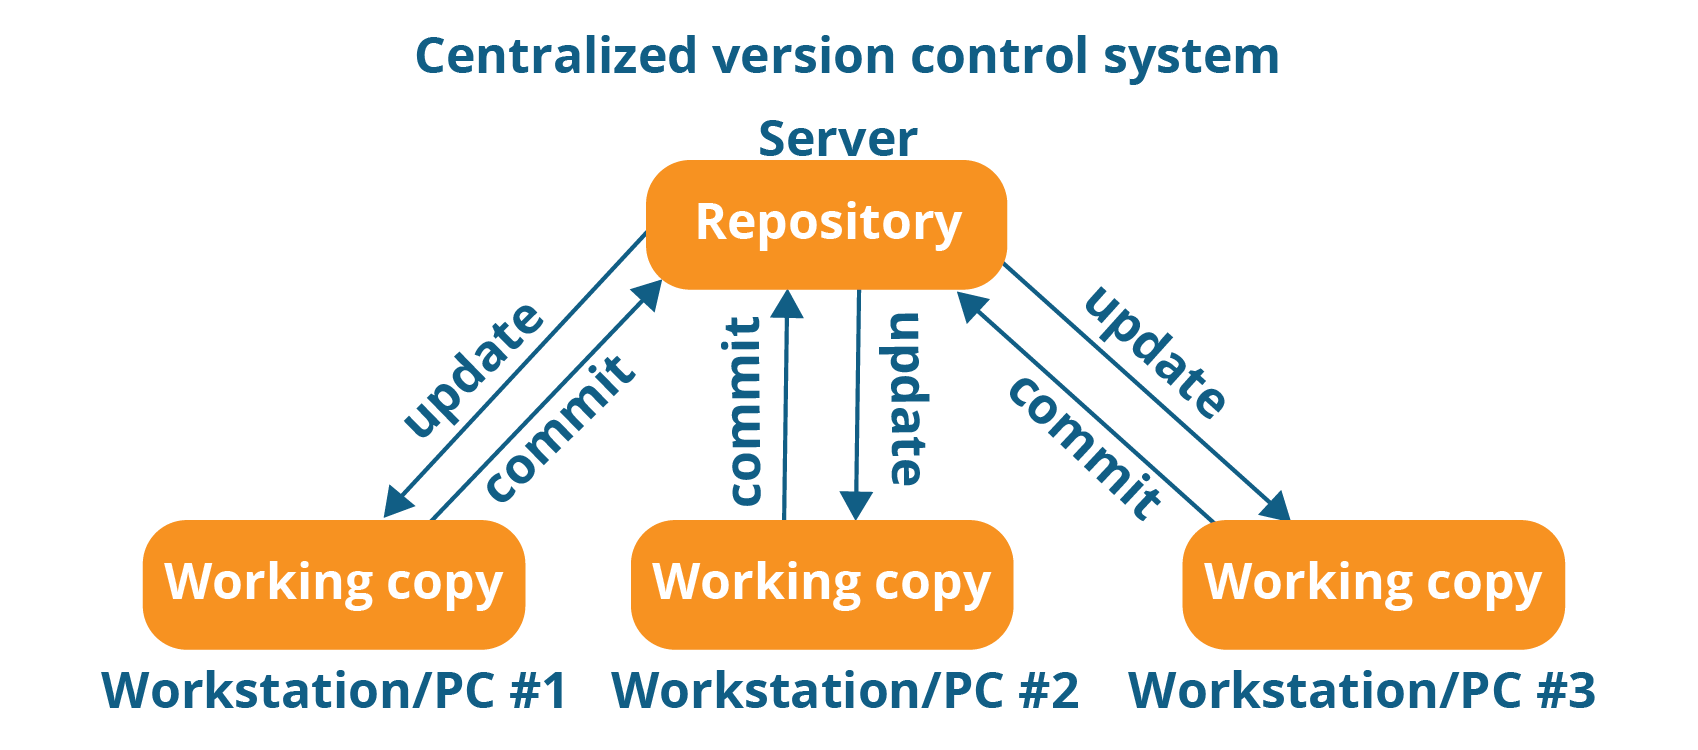 Centralized version control system
Server
Repository
update
commit
commit
update
update
commit
Working copy
Working copy
Working copy
Workstation/PC #1
Workstation/PC #2
Workstation/PC #3